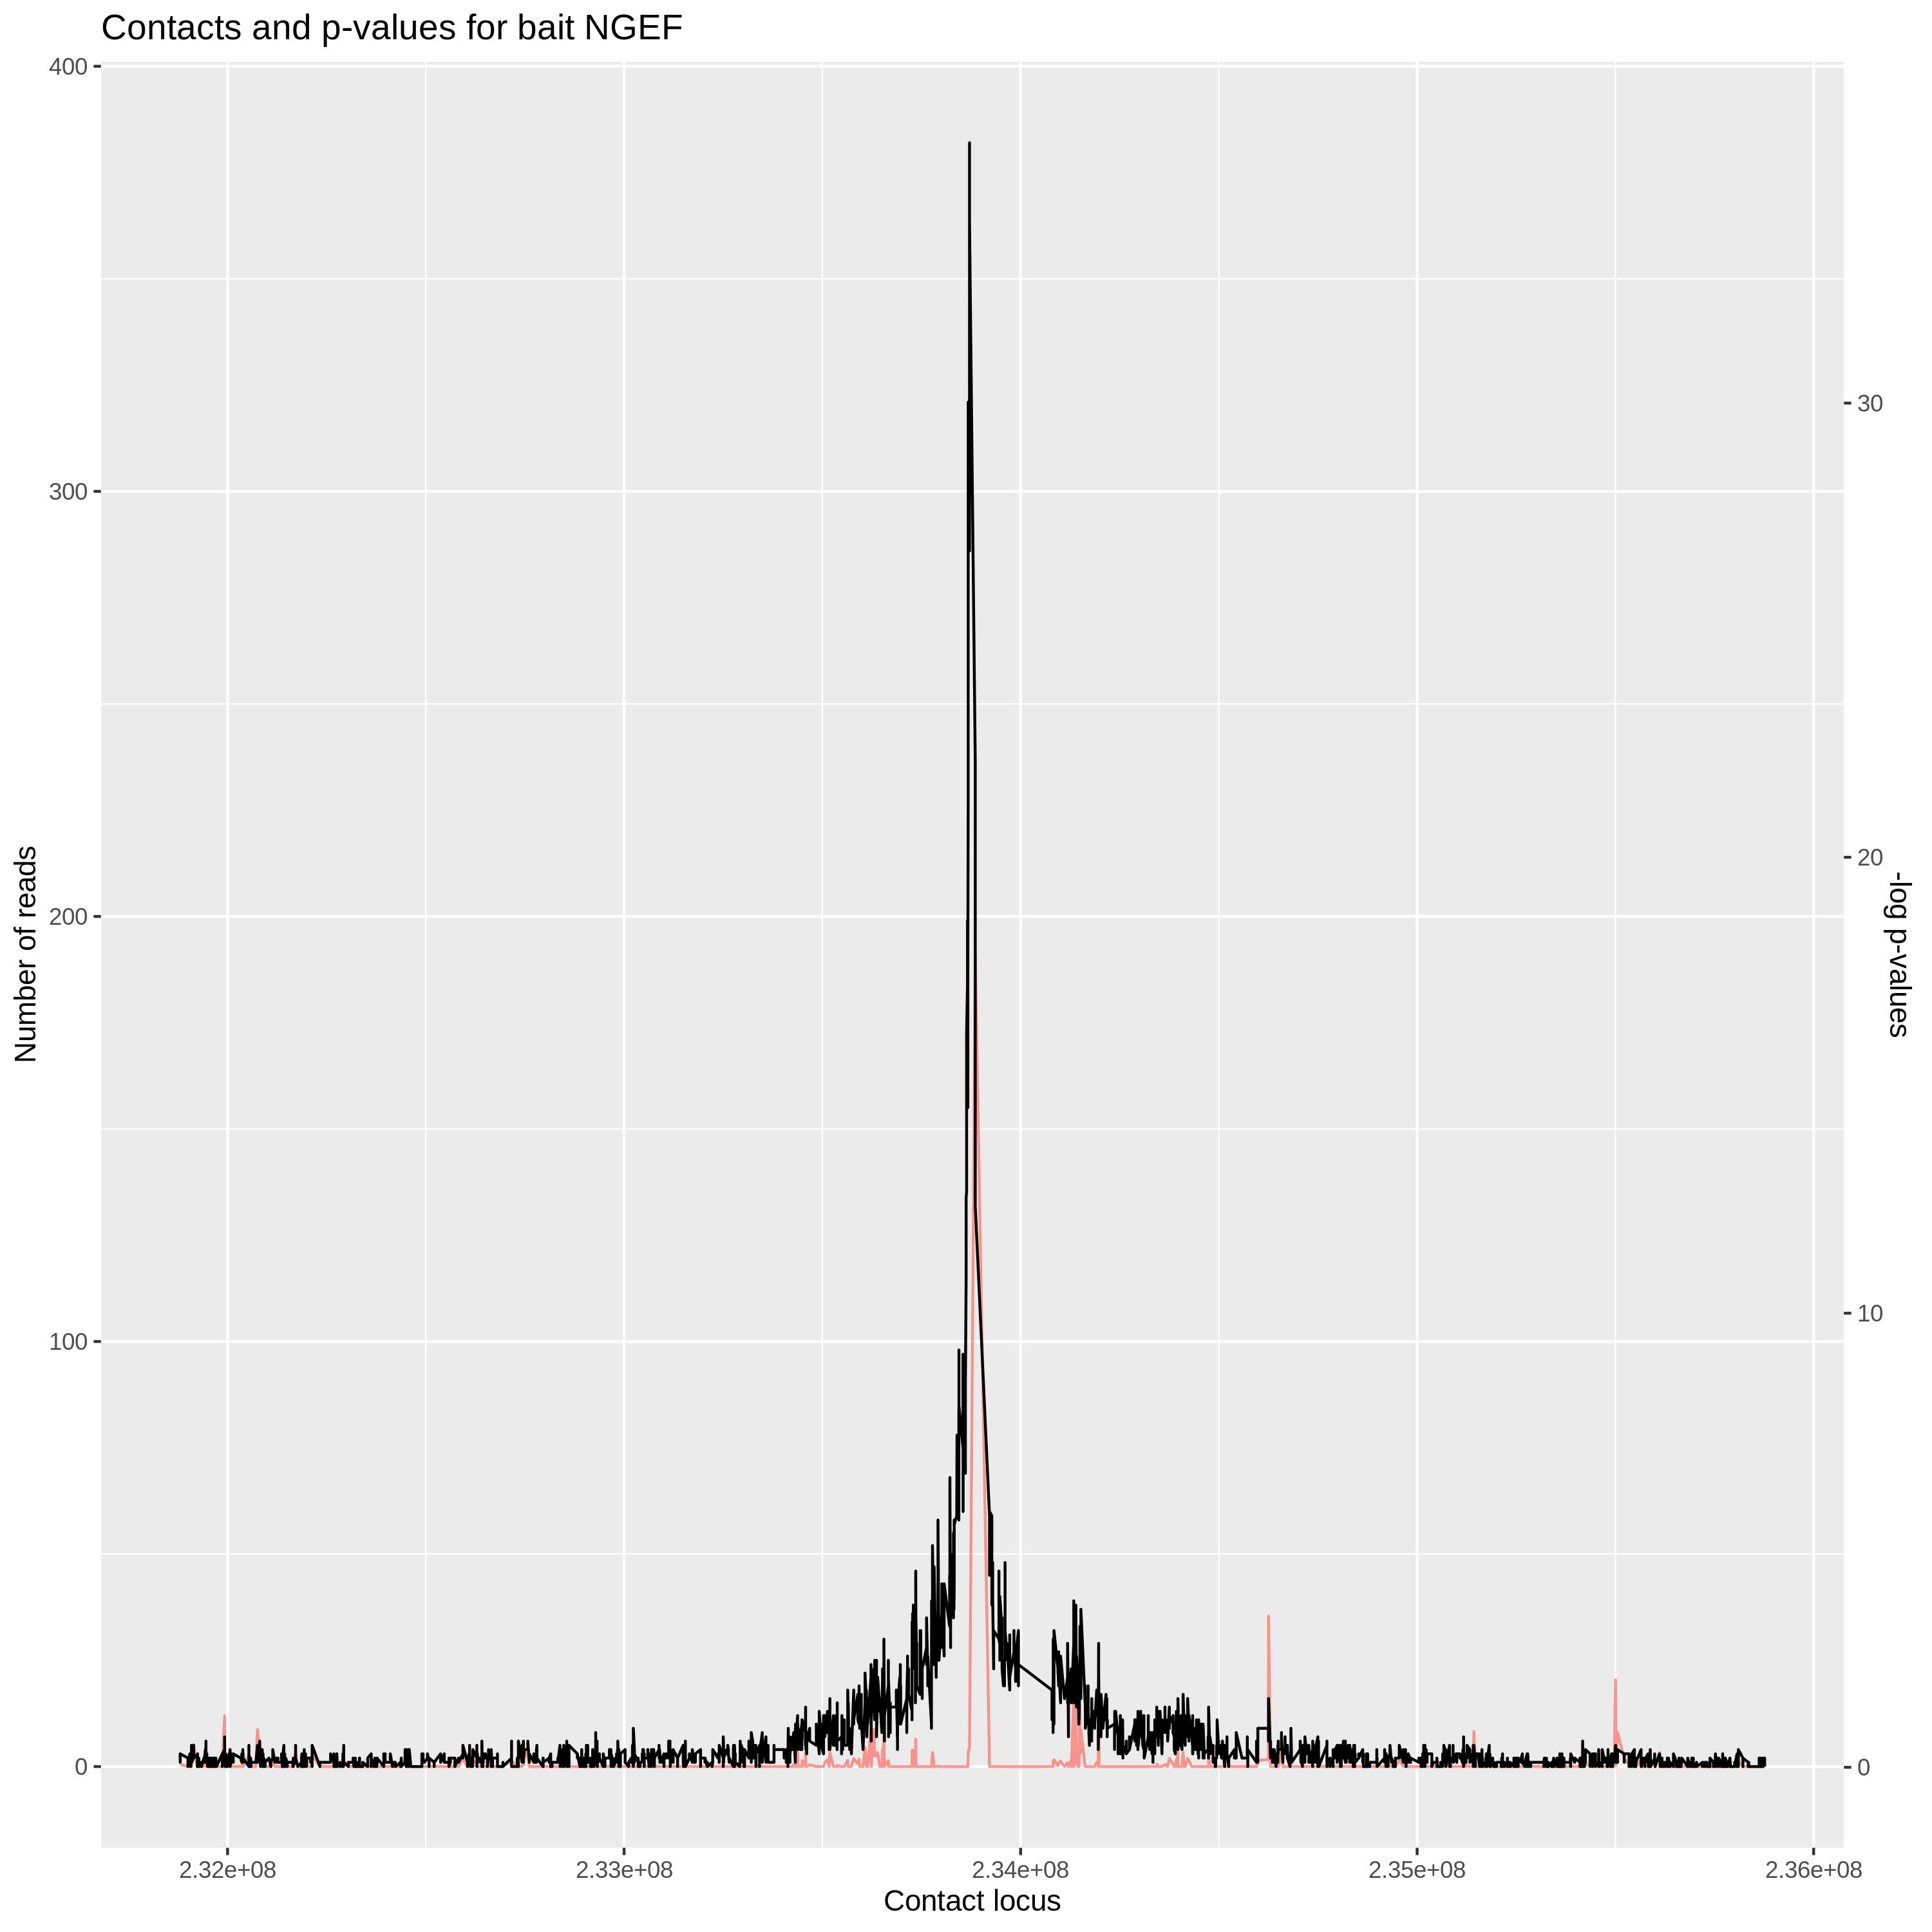 Contacts and p-values for bait NGEF
400
300
200
100
0
Number of reads
30
20
10
0
-log p-values
2.32e+08
2.33e+08
2.34e+08
2.35e+08
2.36e+08
Contact locus